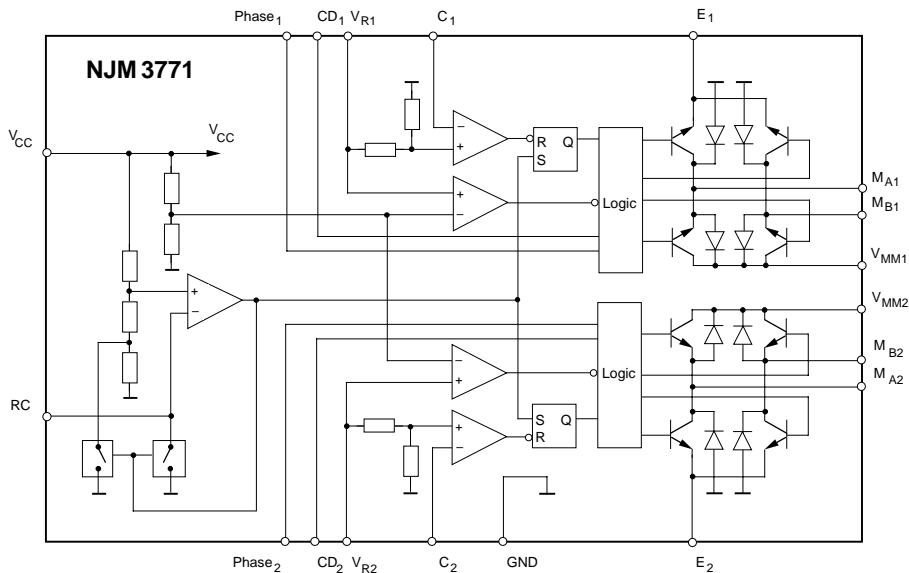 Phase1 CD1 VR1 C1 E1
NJM 3771
VCC VCC
– + R S Q
+ –
Logic
MA1
MB1
VMM1
+ –
VMM2
MB2
MA2
RC
– +
Logic
+ – S R Q
Phase2 CD2 VR2 C2 GND E2